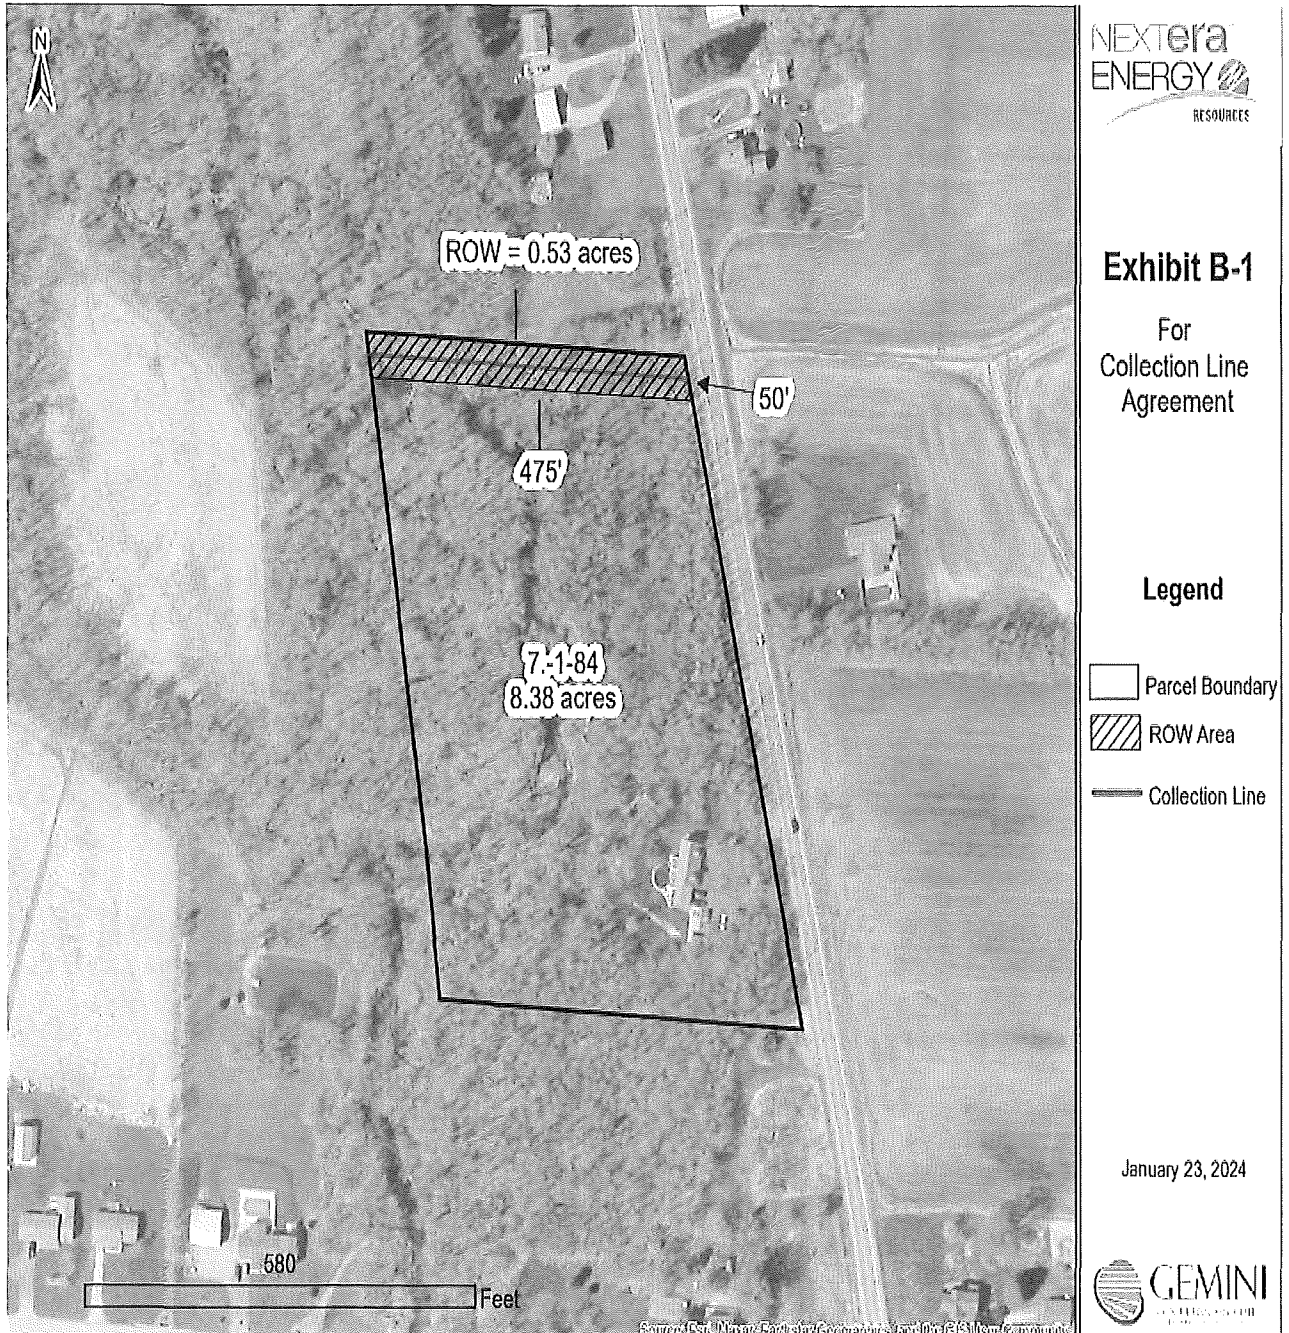 N
ROW = 0.53 acres
50'
475'
7.-1-84
8.38 acres
580
Feet
NEXTera
ENERGY
RESOURCES
Exhibit B-1
For
Collection Line
Agreement
Legend
Parcel Boundary
ROW Area
Collection Line
January 23, 2024
GEMINI